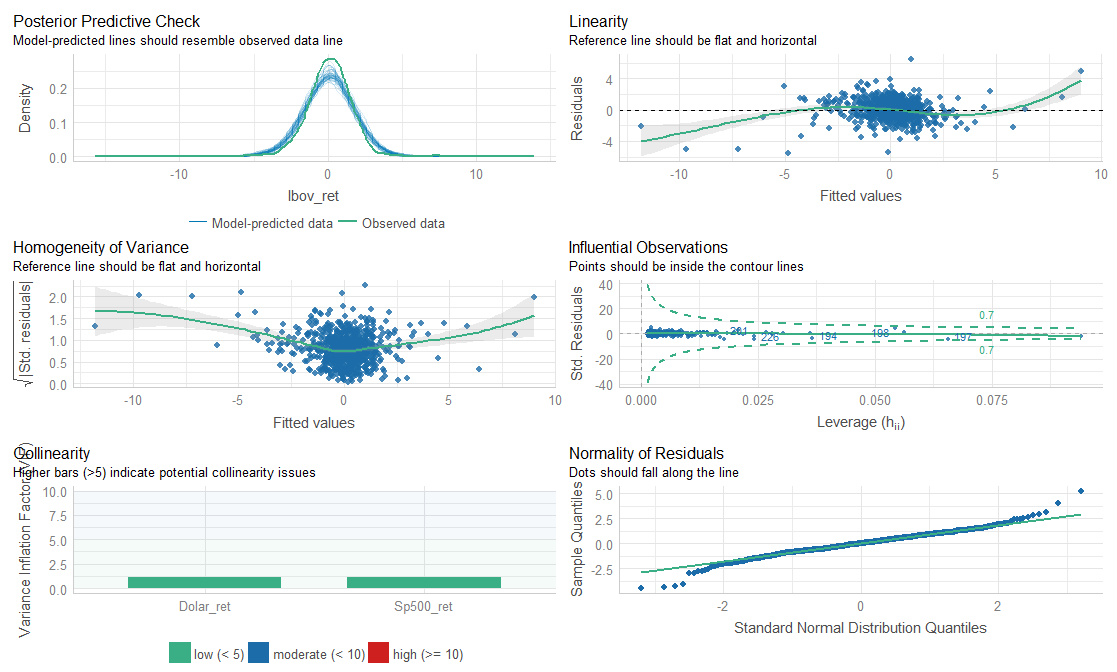 Posterior Predictive Check
Model-predicted lines should resemble observed data line
Density
0.2
0.1
0.0
-10
0
10
Ibov_ret
Model-predicted data
Observed data
Linearity
Reference line should be flat and horizontal
Residuals
4
0
-4
-10
-5
0
5
10
Fitted values
Homogeneity of Variance
Reference line should be flat and horizontal
√|Std. residuals|
2.0
1.5
1.0
0.5
0.0
-10
-5
0
5
10
Fitted values
Influential Observations
Points should be inside the contour lines
Std. Residuals
40
20
0
-20
-40
0.7
0.7
226
194
198
197
0.000
0.025
0.050
0.075
Leverage (hii)
Collinearity
Higher bars (>5) indicate potential collinearity issues
Variance Inflation Factor (VIF)
10.0
7.5
5.0
2.5
0.0
Dolar_ret
Sp500_ret
low (< 5)
moderate (< 10)
high (>= 10)
Normality of Residuals
Dots should fall along the line
Sample Quantiles
5.0
2.5
0.0
-2.5
-2
0
2
Standard Normal Distribution Quantiles